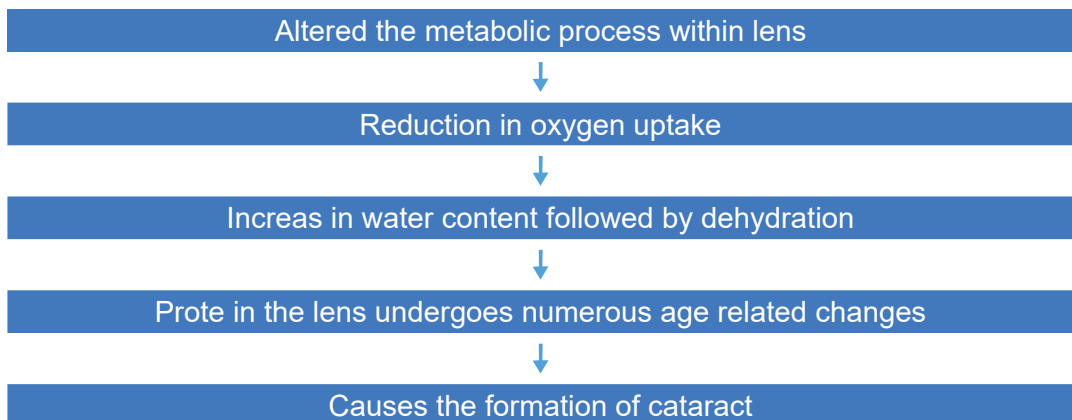 Altered the metabolic process within lens
Reduction in oxygen uptake
Increas in water content followed by dehydration
Prote in the lens undergoes numerous age related changes
Causes the formation of cataract